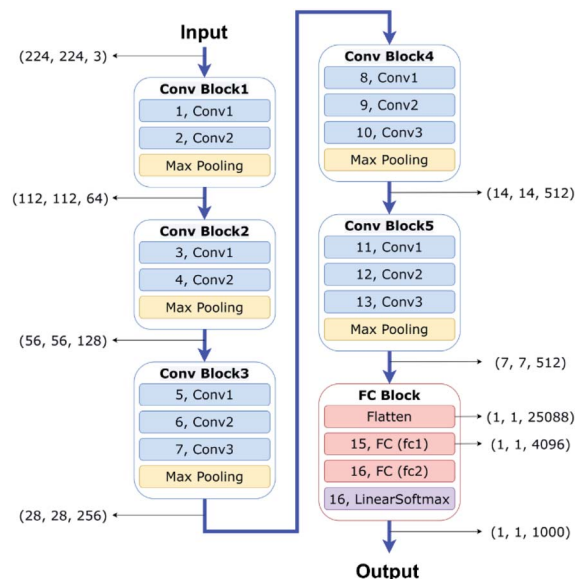 Input
(224, 224, 3)
Conv Block1
1, Conv1
2, Conv2
Max Pooling
(112, 112, 64)
Conv Block2
3, Conv1
4, Conv2
Max Pooling
(56, 56, 128)
Conv Block3
5, Conv1
6, Conv2
7, Conv3
Max Pooling
(28, 28, 256)
Conv Block4
8, Conv1
9, Conv2
10, Conv3
Max Pooling
(14, 14, 512)
Conv Block5
11, Conv1
12, Conv2
13, Conv3
Max Pooling
(7, 7, 512)
FC Block
Flatten
(1, 1, 25088)
15, FC (fc1)
(1, 1, 4096)
16, FC (fc2)
16, LinearSoftmax
(1, 1, 1000)
Output